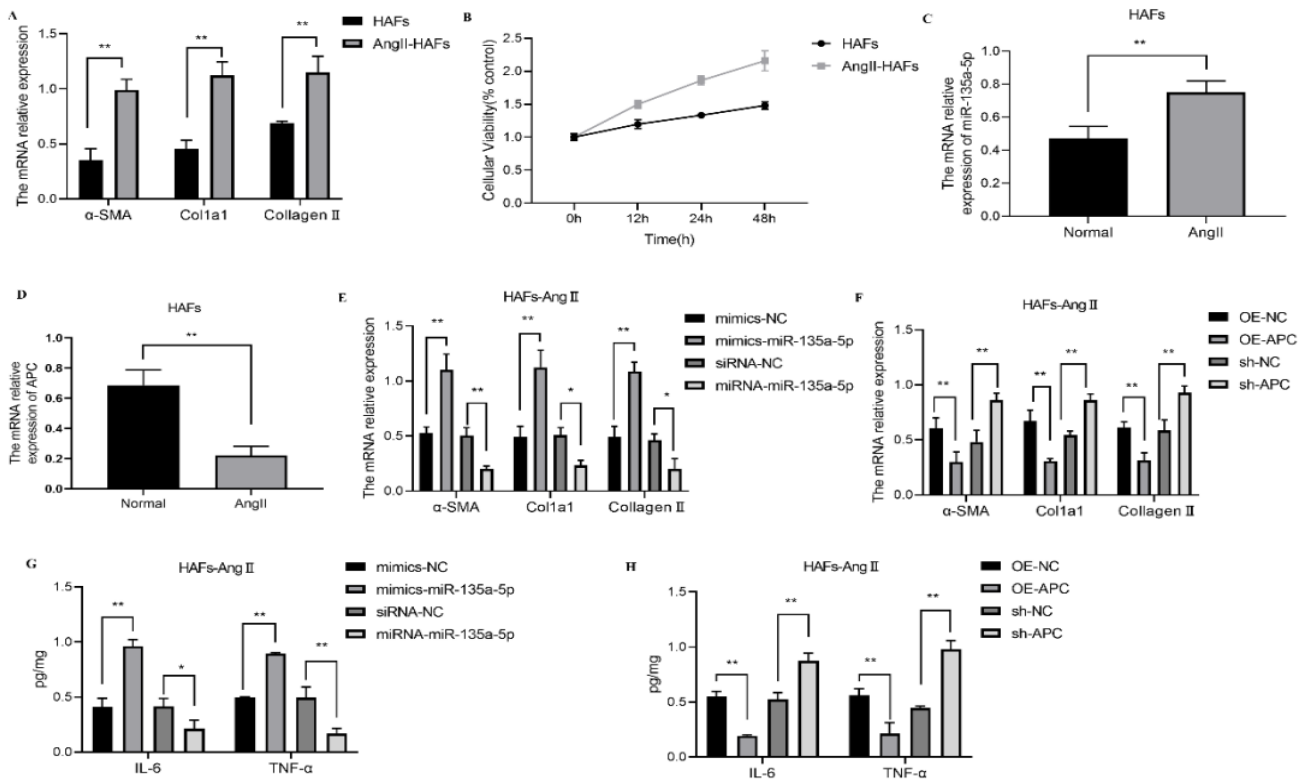 A
The mRNA relative expression
1.5
1.0
0.5
0.0
**
**
**
α-SMA
Col1a1
Collagen Ⅱ
HAFs
AngII-HAFs
B
Cellular Viability(% control)
2.5
2.0
1.5
1.0
0.5
0.0
0h
12h
24h
48h
Time(h)
HAFs
AngII-HAFs
C
HAFs
The mRNA relative
expression of miR-135a-5p
1.0
0.8
0.6
0.4
0.2
0.0
**
Normal
AngII
D
HAFs
The mRNA relative
expression of APC
1.0
0.8
0.6
0.4
0.2
0.0
**
Normal
AngII
E
HAFs-Ang Ⅱ
The mRNA relative expression
1.5
1.0
0.5
0.0
**
**
**
**
*
*
α-SMA
Col1a1
Collagen Ⅱ
mimics-NC
mimics-miR-135a-5p
siRNA-NC
miRNA-miR-135a-5p
F
HAFs-Ang Ⅱ
The mRNA relative expression
1.5
1.0
0.5
0.0
**
**
**
**
**
**
α-SMA
Col1a1
Collagen Ⅱ
OE-NC
OE-APC
sh-NC
sh-APC
G
HAFs-Ang Ⅱ
pg/mg
1.5
1.0
0.5
0.0
**
*
**
**
IL-6
TNF-α
mimics-NC
mimics-miR-135a-5p
siRNA-NC
miRNA-miR-135a-5p
H
HAFs-Ang Ⅱ
pg/mg
1.5
1.0
0.5
0.0
**
**
**
**
IL-6
TNF-α
OE-NC
OE-APC
sh-NC
sh-APC